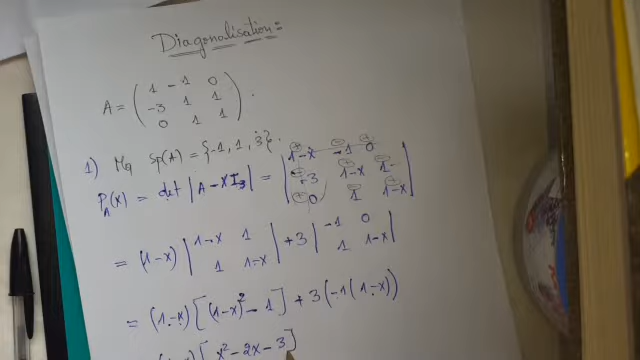 Diagonalisation:
A = ( 1 -1 0
-3 1 1
0 1 1 ).
1) Mq Sp(A) = {-1, 1, 3}.
P_A(X) = det |A - XI_3| = | 1-X -1 0
-3 1-X 1
0 1 1-X |
= (1-X) | 1-X 1 | + 3 | -1 0 |
| 1 1-X | | 1 1-X |
= (1-X) [(1-X)^2 - 1] + 3(-1(1-X))
[X^2 - 2X - 3]